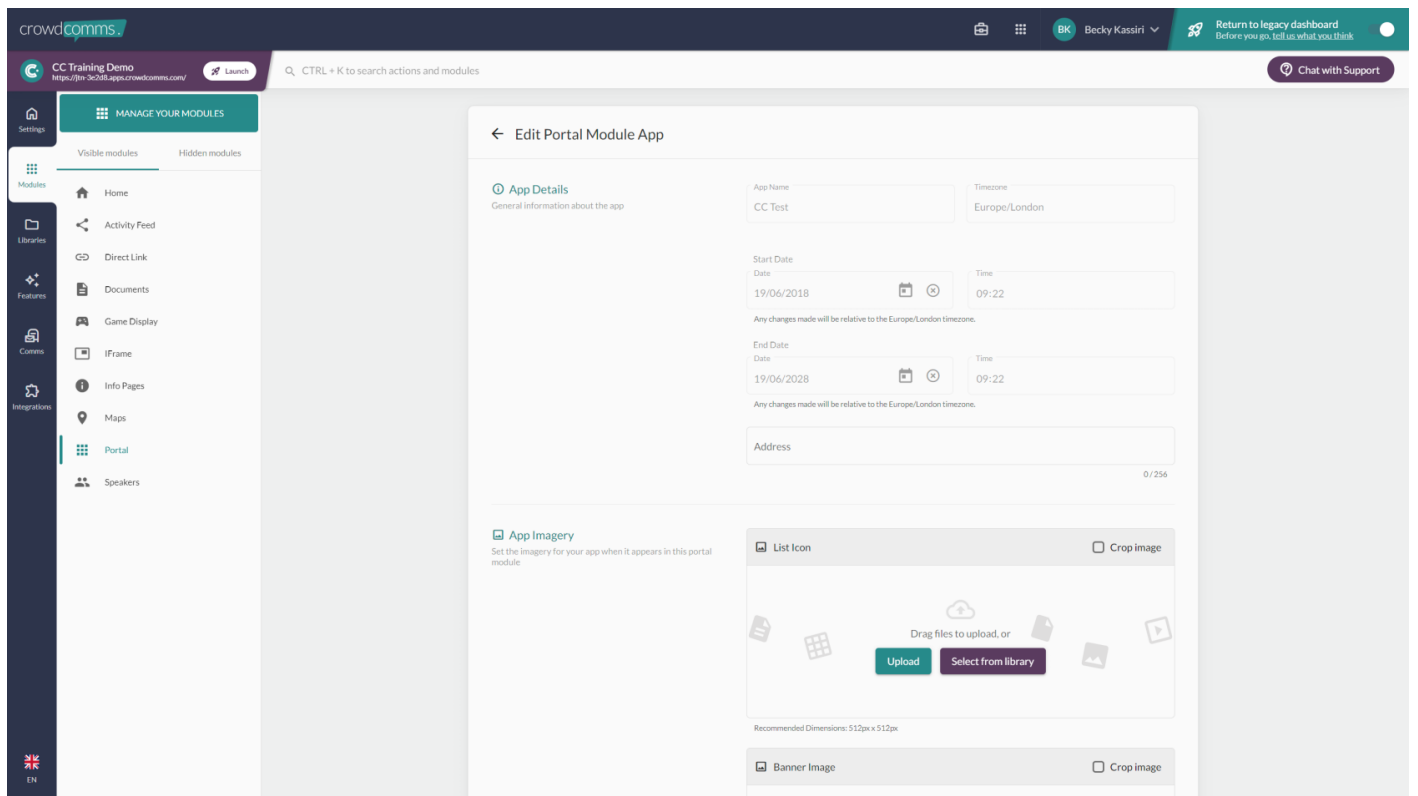 crowdcomms.
BK Becky Kassiri
Return to legacy dashboard
Before you go, tell us what you think
CC Training Demo
https://jtn-3e2d8.apps.crowdcomms.com/
Launch
CTRL + K to search actions and modules
Chat with Support
Settings
Modules
Libraries
Features
Comms
Integrations
EN
MANAGE YOUR MODULES
Visible modules Hidden modules
Home
Activity Feed
Direct Link
Documents
Game Display
IFrame
Info Pages
Maps
Portal
Speakers
Edit Portal Module App
App Details
General information about the app
App Name
CC Test
Timezone
Europe/London
Start Date
Date
19/06/2018
Time
09:22
Any changes made will be relative to the Europe/London timezone.
End Date
Date
19/06/2028
Time
09:22
Any changes made will be relative to the Europe/London timezone.
Address
0/256
App Imagery
Set the imagery for your app when it appears in this portal
module
List Icon
Crop image
Drag files to upload, or
Upload
Select from library
Recommended Dimensions: 512px x 512px
Banner Image
Crop image